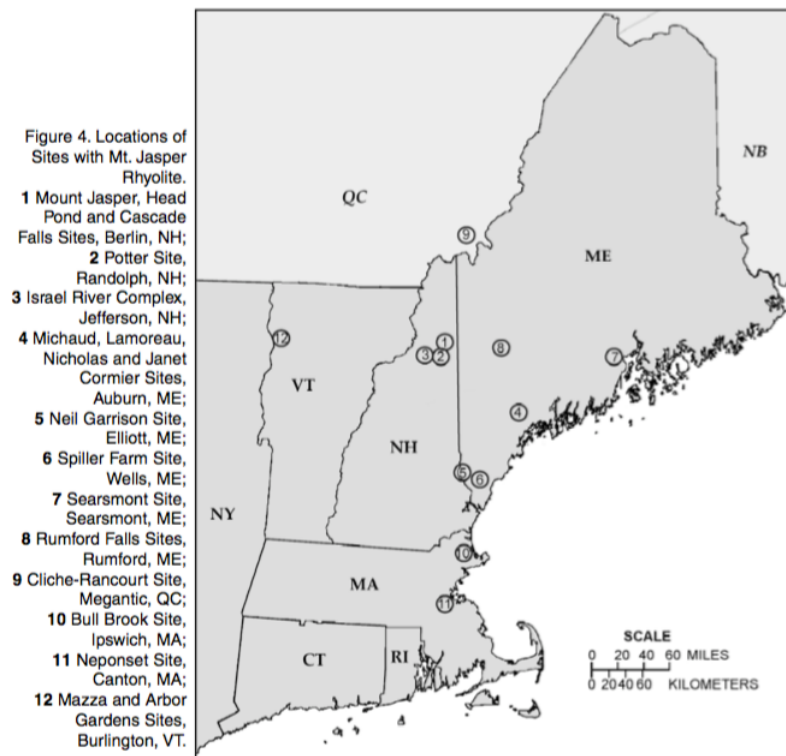 Figure 4. Locations of
Sites with Mt. Jasper
Rhyolite.
1 Mount Jasper, Head
Pond and Cascade
Falls Sites, Berlin, NH;
2 Potter Site,
Randolph, NH;
3 Israel River Complex,
Jefferson, NH;
4 Michaud, Lamoreau,
Nicholas and Janet
Cormier Sites,
Auburn, ME;
5 Neil Garrison Site,
Elliott, ME;
6 Spiller Farm Site,
Wells, ME;
7 Searsmont Site,
Searsmont, ME;
8 Rumford Falls Sites,
Rumford, ME;
9 Cliche-Rancourt Site,
Megantic, QC;
10 Bull Brook Site,
Ipswich, MA;
11 Neponset Site,
Canton, MA;
12 Mazza and Arbor
Gardens Sites,
Burlington, VT.
NB
QC
9
ME
12
1
3
2
8
7
VT
4
NH
5
6
NY
10
MA
11
CT
RI
SCALE
0 20 40 60 MILES
0 20 40 60 KILOMETERS